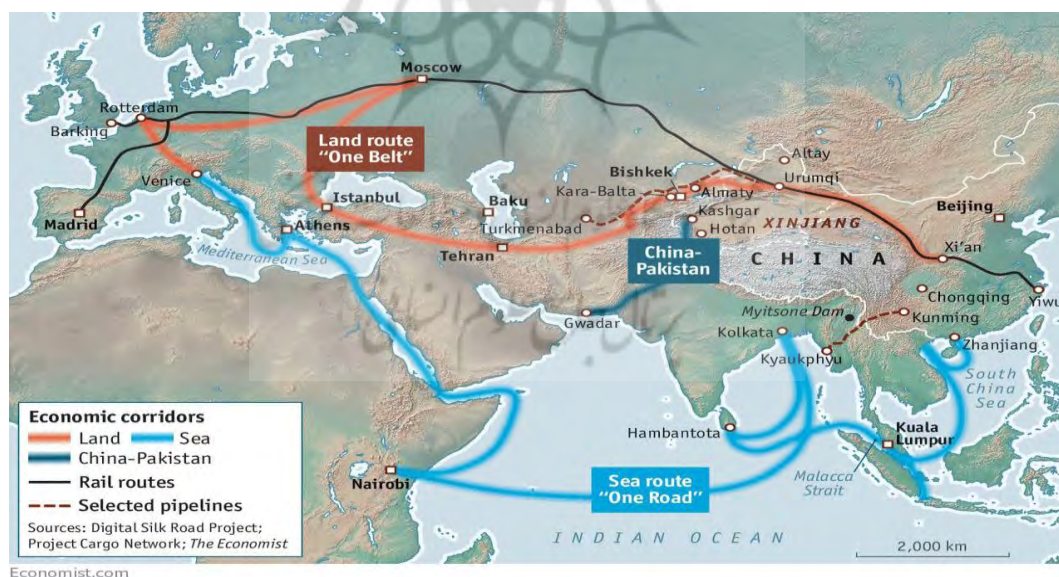 Moscow
Rotterdam
Barking
Land route
"One Belt"
Altay
Bishkek
Urumqi
Venice
Kara-Balta
Almaty
Istanbul
Baku
Kashgar
Beijing
Madrid
Athens
Turkmenabad
Hotan
XINJIANG
Mediterranean Sea
Tehran
China-
Pakistan
CHINA
Xi'an
Chongqing
Yiwu
Gwadar
Myitsone Dam
Kunming
Kolkata
Kyaukphyu
Zhanjiang
South
China
Sea
Economic corridors
Land
Sea
China-Pakistan
Rail routes
Selected pipelines
Sources: Digital Silk Road Project;
Project Cargo Network; The Economist
Hambantota
Kuala
Lumpur
Nairobi
Sea route
"One Road"
Malacca
Strait
INDIAN OCEAN
2,000 km
Economist.com